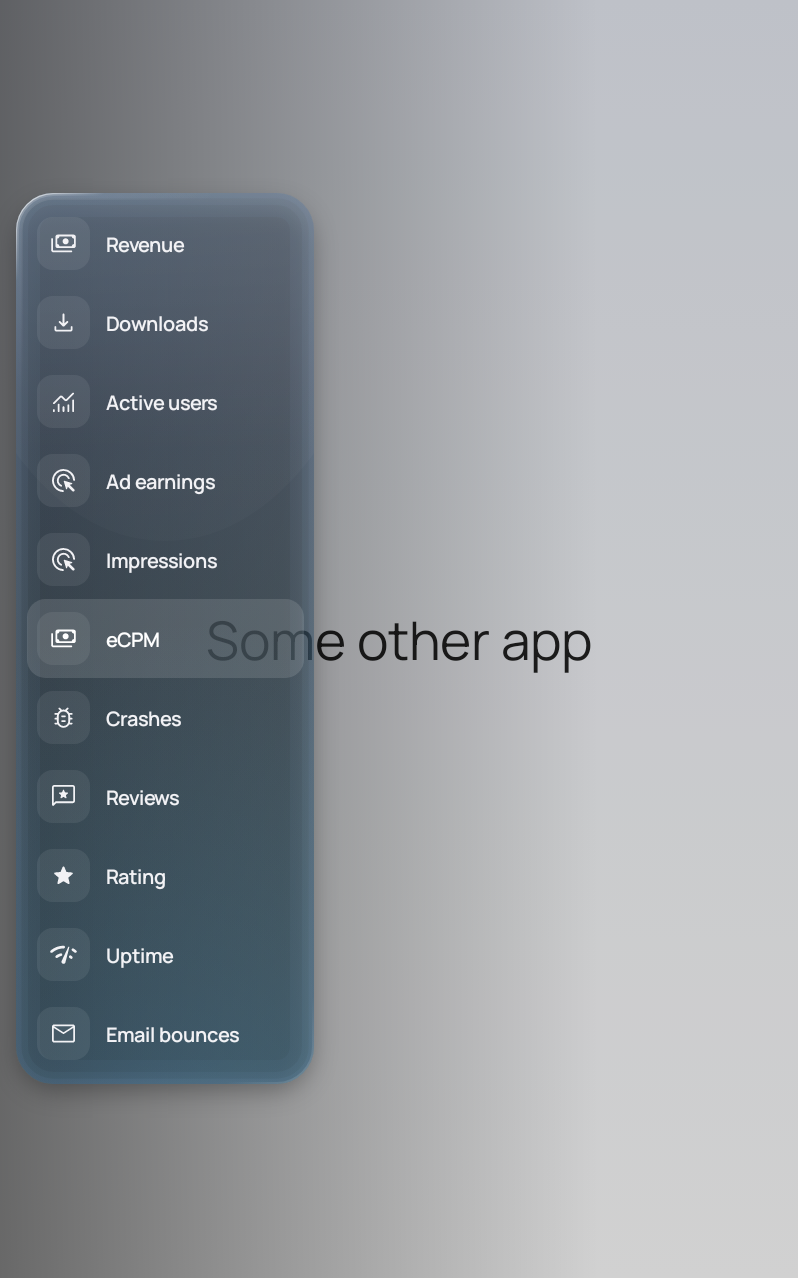 Revenue
Downloads
Active users
Ad earnings
Impressions
eCPM
Some other app
Crashes
Reviews
Rating
Uptime
Email bounces